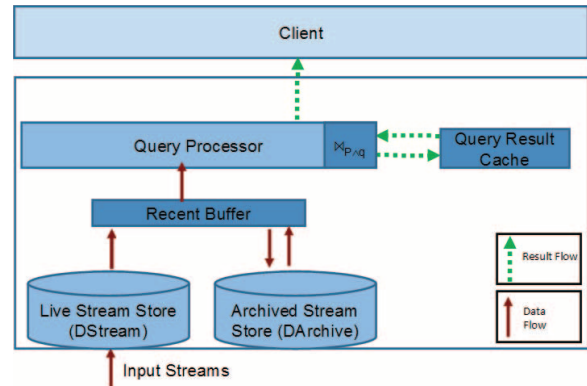 Client
Query Processor
⋈P∧q
Query Result
Cache
Recent Buffer
Live Stream Store
(DStream)
Archived Stream
Store (DArchive)
Result Flow
Data
Flow
Input Streams